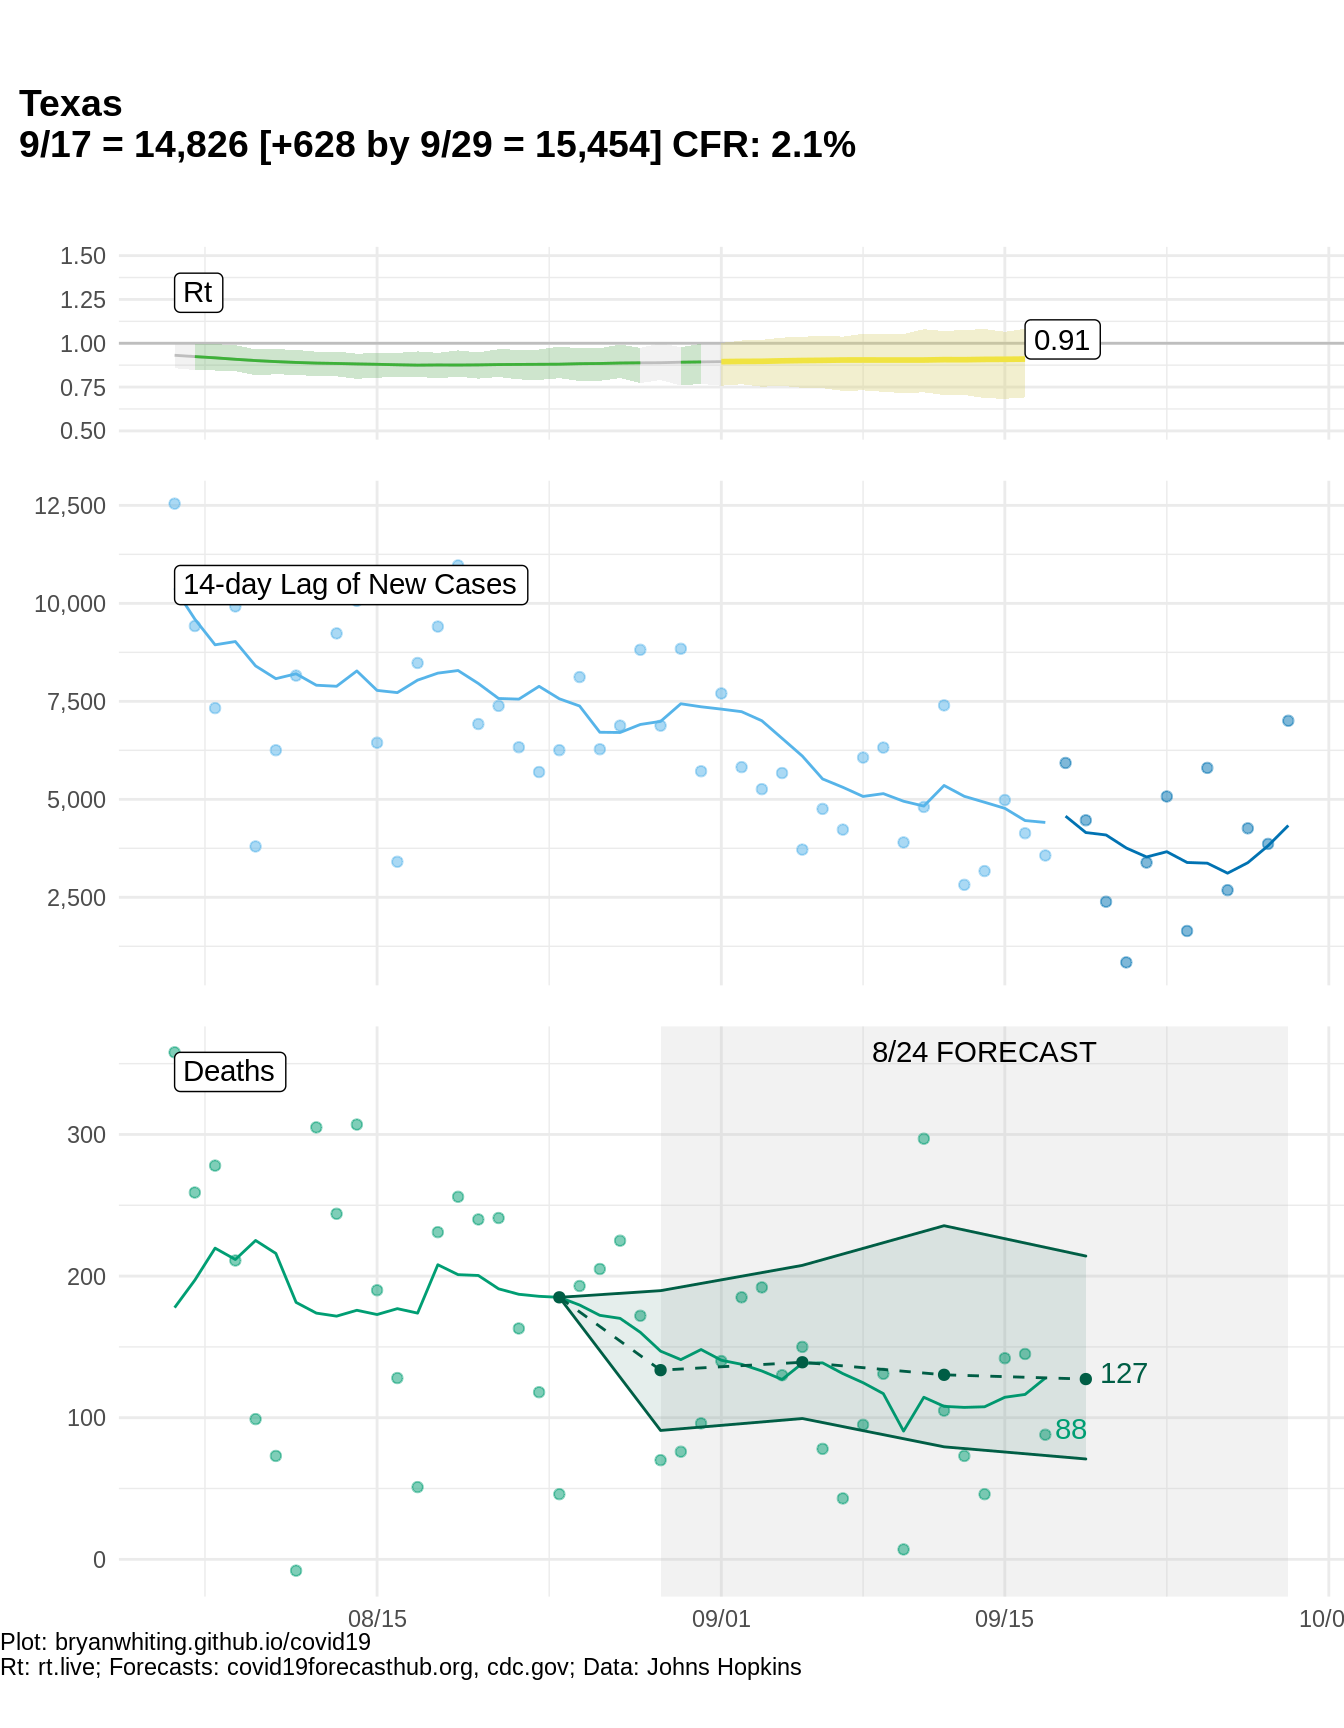 Texas
9/17 = 14,826 [+628 by 9/29 = 15,454] CFR: 2.1%
1.50
1.25
1.00
0.75
0.50
Rt
0.91
12,500
10,000
7,500
5,000
2,500
14-day Lag of New Cases
8/24 FORECAST
Deaths
300
200
100
0
127
88
08/15
09/01
09/15
10/0
Plot: bryanwhiting.github.io/covid19
Rt: rt.live; Forecasts: covid19forecasthub.org, cdc.gov; Data: Johns Hopkins